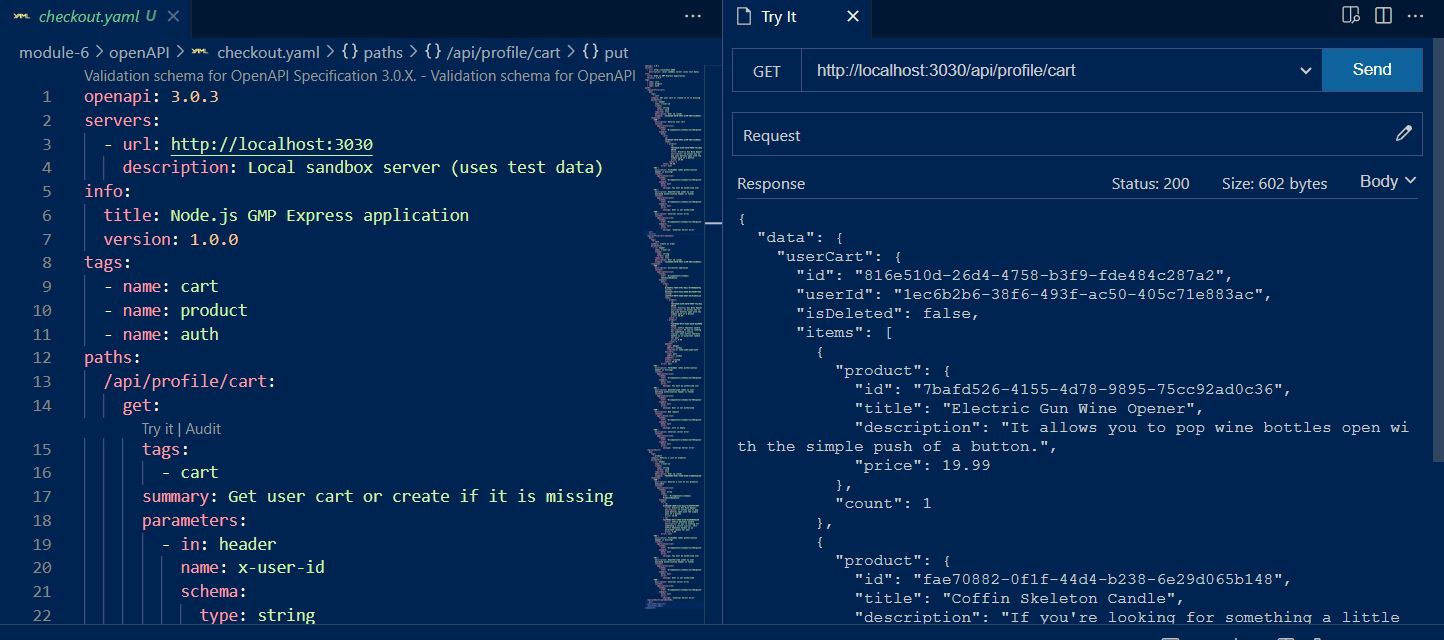 checkout.yaml U
module-6 > openAPI > checkout.yaml > {} paths > {} /api/profile/cart > {} put
Validation schema for OpenAPI Specification 3.0.X. - Validation schema for OpenAPI
1 openapi: 3.0.3
2 servers:
3 - url: http://localhost:3030
4 description: Local sandbox server (uses test data)
5 info:
6 title: Node.js GMP Express application
7 version: 1.0.0
8 tags:
9 - name: cart
10 - name: product
11 - name: auth
12 paths:
13 /api/profile/cart:
14 get:
Try it | Audit
15 tags:
16 - cart
17 summary: Get user cart or create if it is missing
18 parameters:
19 - in: header
20 name: x-user-id
21 schema:
22 type: string
Try It
GET http://localhost:3030/api/profile/cart Send
Request
Response Status: 200 Size: 602 bytes Body
{
"data": {
"userCart": {
"id": "816e510d-26d4-4758-b3f9-fde484c287a2",
"userId": "1ec6b2b6-38f6-493f-ac50-405c71e883ac",
"isDeleted": false,
"items": [
{
"product": {
"id": "7bafd526-4155-4d78-9895-75cc92ad0c36",
"title": "Electric Gun Wine Opener",
"description": "It allows you to pop wine bottles open wi
th the simple push of a button.",
"price": 19.99
},
"count": 1
},
{
"product": {
"id": "fae70882-0f1f-44d4-b238-6e29d065b148",
"title": "Coffin Skeleton Candle",
"description": "If you're looking for something a little